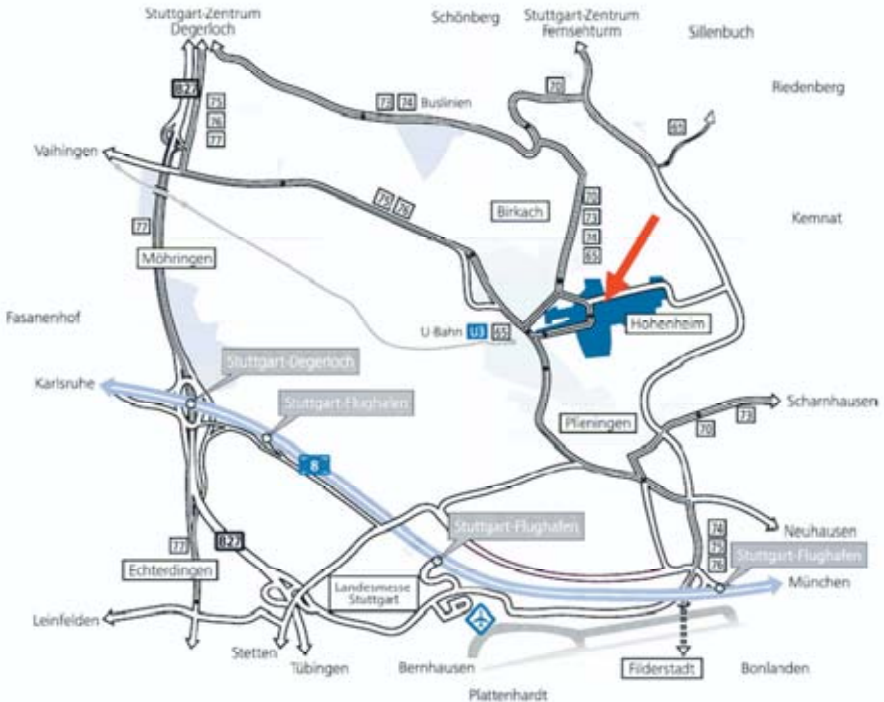 Stuttgart-Zentrum
Degerloch
Schönberg
Stuttgart-Zentrum
Fernsehturm
Sillenbuch
Riedenberg
B27
75
76
77
73 74 Buslinien
70
65
Vaihingen
75 76
Birkach
70
73
74
65
Kemnat
77
Möhringen
Fasanenhof
U-Bahn U3 65
Hohenheim
Stuttgart-Degerloch
Karlsruhe
Stuttgart-Flughafen
Plieningen
Scharnhausen
70 73
8
Neuhausen
Stuttgart-Flughafen
74
75
76
Stuttgart-Flughafen
München
77
B27
Echterdingen
Landesmesse
Stuttgart
Leinfelden
Stetten
Tübingen
Bernhausen
Filderstadt
Bonlanden
Plattenhardt